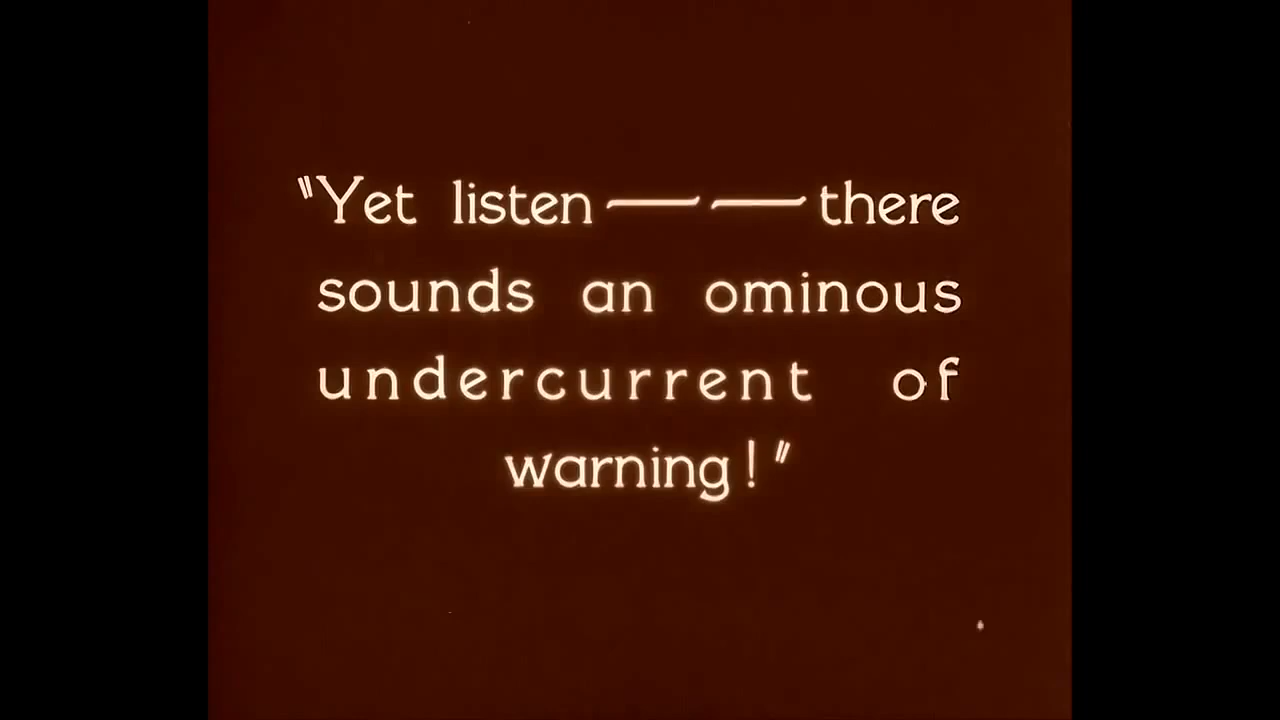 "Yet listen — — there
sounds an ominous
undercurrent of
warning!"